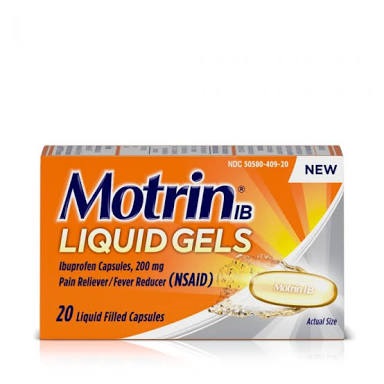 NDC 50580-409-20
NEW
Motrin® IB
LIQUID GELS
Ibuprofen Capsules, 200 mg
Pain Reliever/Fever Reducer (NSAID)
Motrin IB
20 Liquid Filled Capsules
Actual Size